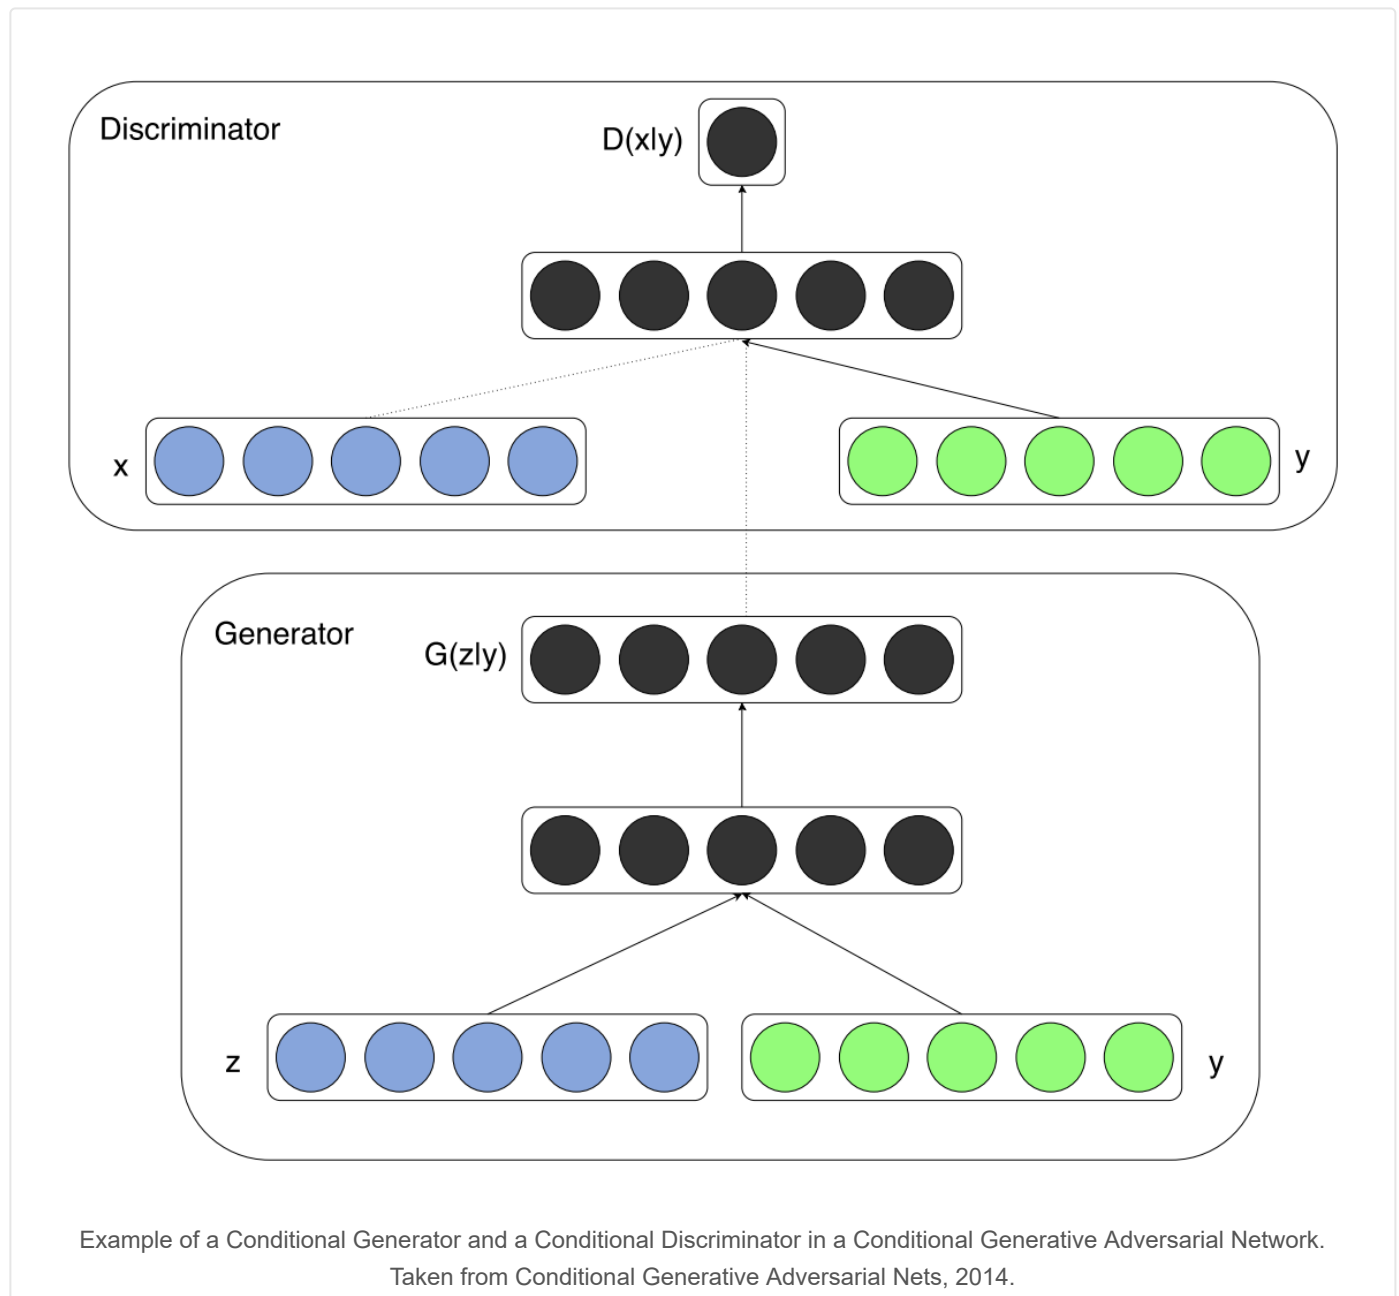 Discriminator
D(x|y)
x
y
Generator
G(z|y)
z
y
Example of a Conditional Generator and a Conditional Discriminator in a Conditional Generative Adversarial Network.
Taken from Conditional Generative Adversarial Nets, 2014.